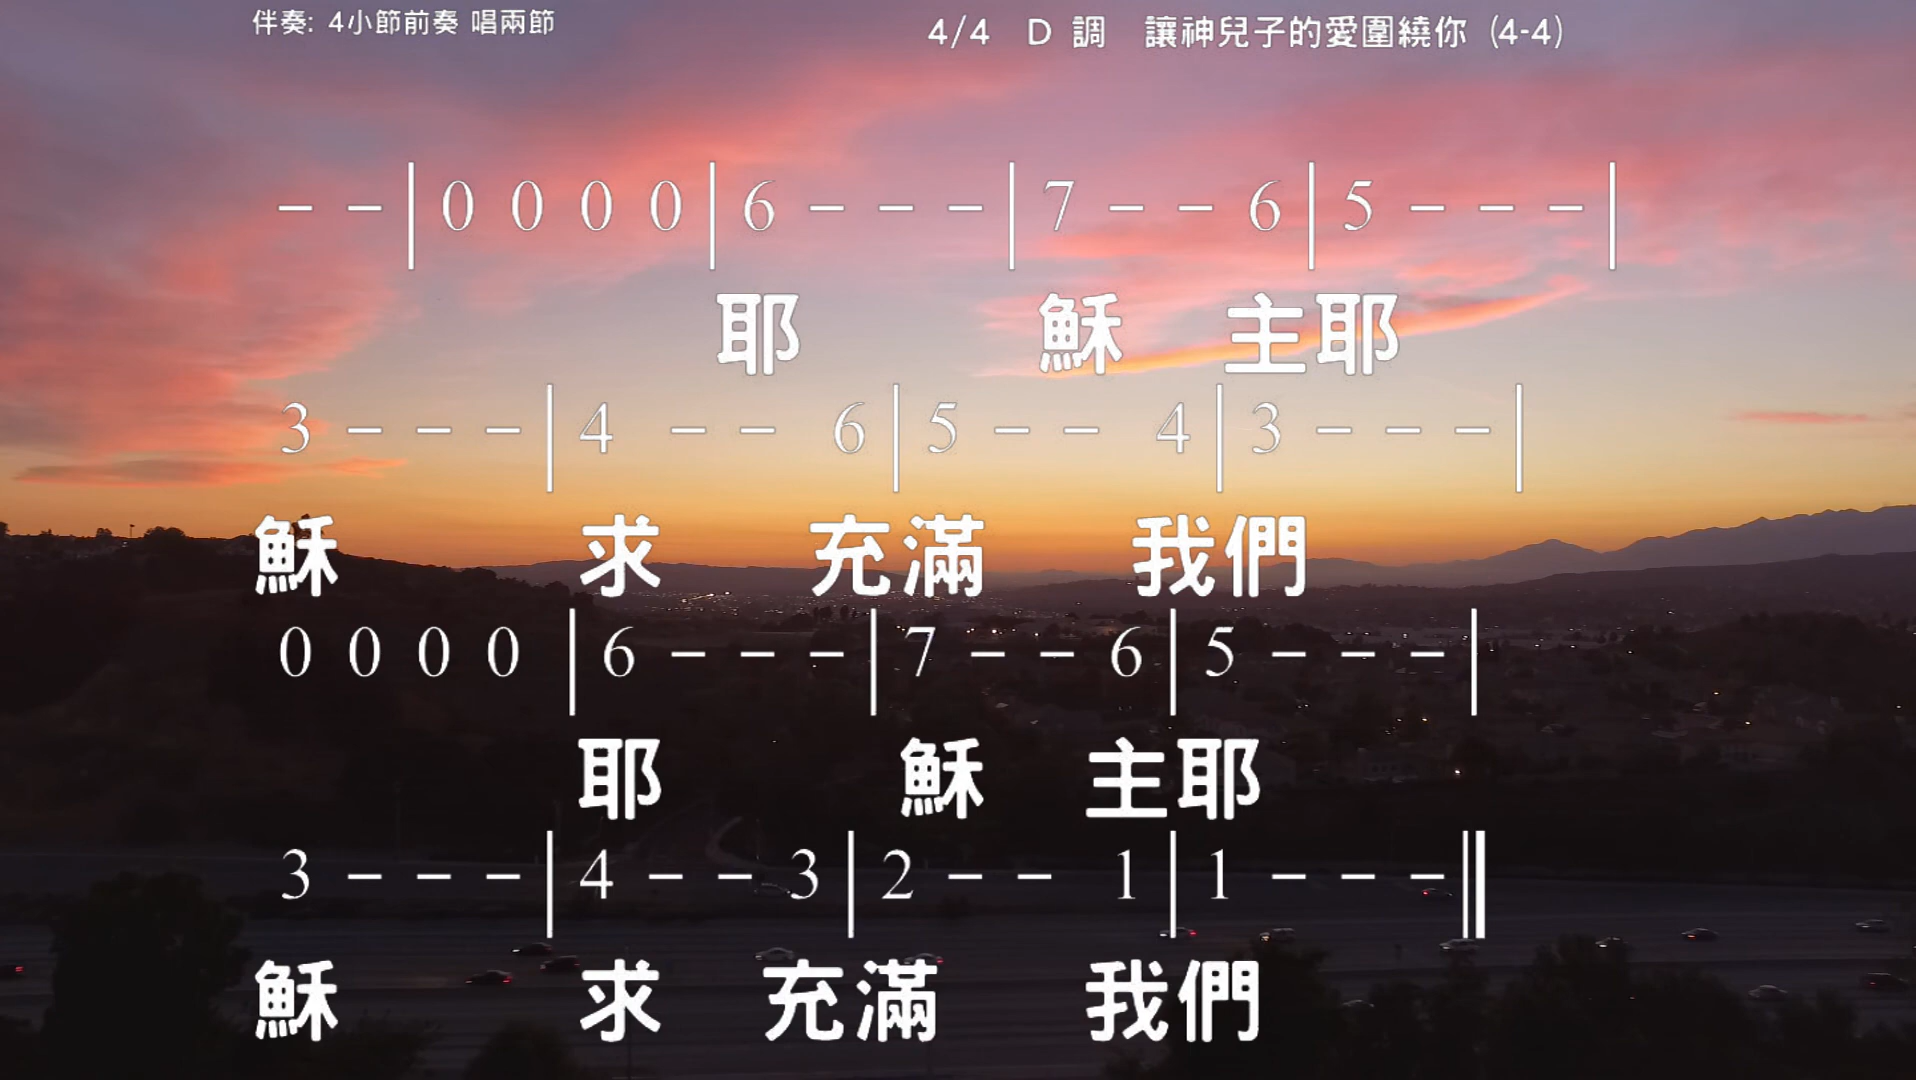 伴奏: 4小節前奏 唱兩節
4/4 D 調 讓神兒子的愛圍繞你 (4-4)
– – | 0 0 0 0 | 6 – – – | 7 – – 6 | 5 – – – |
耶 穌 主耶
3 – – – | 4 – – 6 | 5 – – 4 | 3 – – – |
穌 求 充滿 我們
0 0 0 0 | 6 – – – | 7 – – 6 | 5 – – – |
耶 穌 主耶
3 – – – | 4 – – 3 | 2 – – 1 | 1 – – – ‖
穌 求 充滿 我們